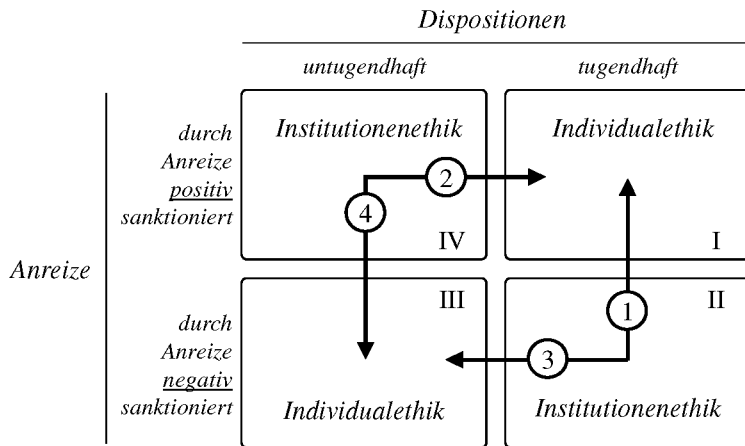 Dispositionen
untugendhaft tugendhaft
Institutionenethik Individualethik
durch
Anreize
positiv
sanktioniert
2
4
IV I
Anreize
III II
1
durch
Anreize
negativ
sanktioniert
3
Individualethik Institutionenethik